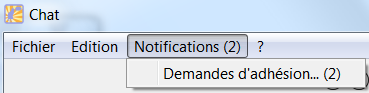 Chat
Fichier Edition Notifications (2) ?
Demandes d'adhésion... (2)